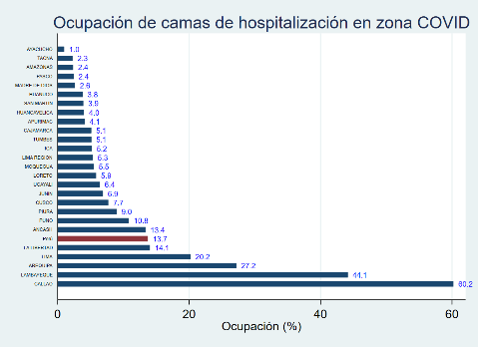 Ocupación de camas de hospitalización en zona COVID
AYACUCHO 1.0
TACNA 2.3
AMAZONAS 2.4
PASCO 2.4
MADRE DE DIOS 2.6
HUANUCO 3.8
SAN MARTIN 3.9
HUANCAVELICA 4.0
APURIMAC 4.1
CAJAMARCA 5.1
TUMBES 5.1
ICA 5.2
LIMA REGION 5.3
MOQUEGUA 5.5
LORETO 5.9
UCAYALI 6.4
JUNIN 6.9
CUSCO 7.7
PIURA 9.0
PUNO 10.8
ANCASH 13.4
Perú 13.7
LA LIBERTAD 14.1
LIMA 20.2
AREQUIPA 27.2
LAMBAYEQUE 44.1
CALLAO 60.2
0 20 40 60
Ocupación (%)